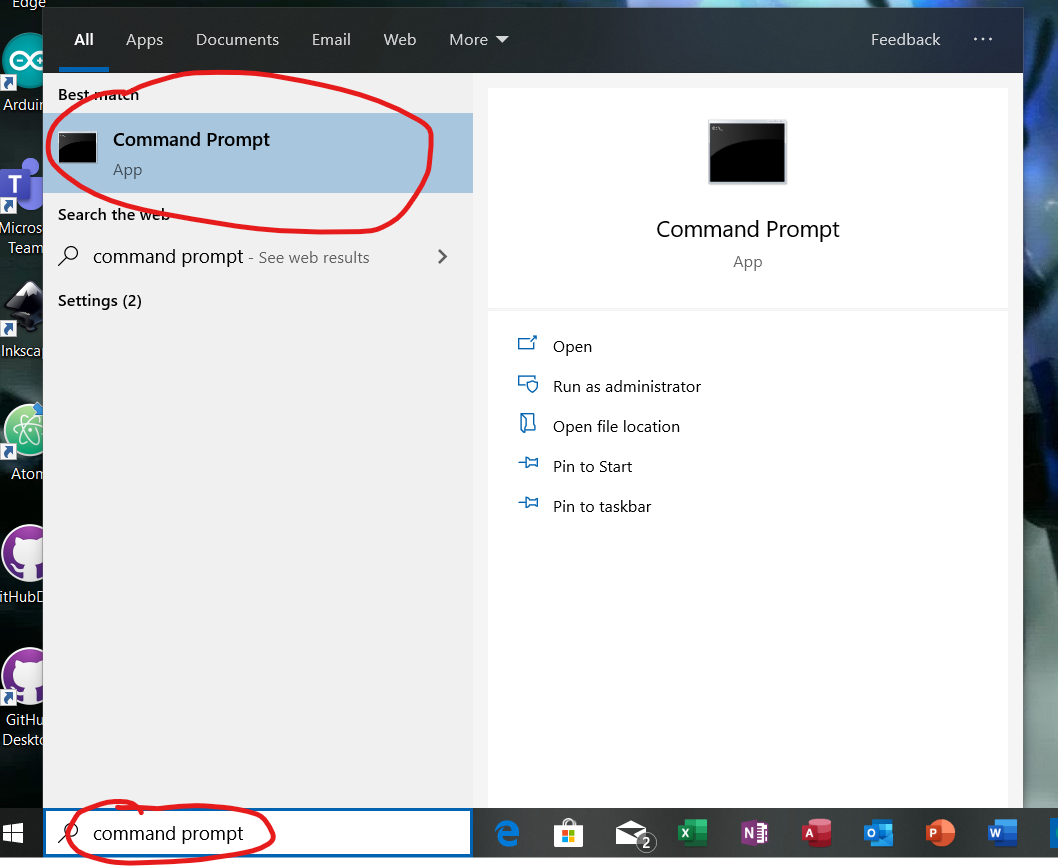 Edge
All Apps Documents Email Web More Feedback ...
Best match
Command Prompt
App
Search the web
command prompt - See web results
Settings (2)
Command Prompt
App
Open
Run as administrator
Open file location
Pin to Start
Pin to taskbar
Arduin
T
Micros
Team
Inksca
Atom
itHubD
GitHu
Deskto
command prompt
2
X
N
A
O
P
W